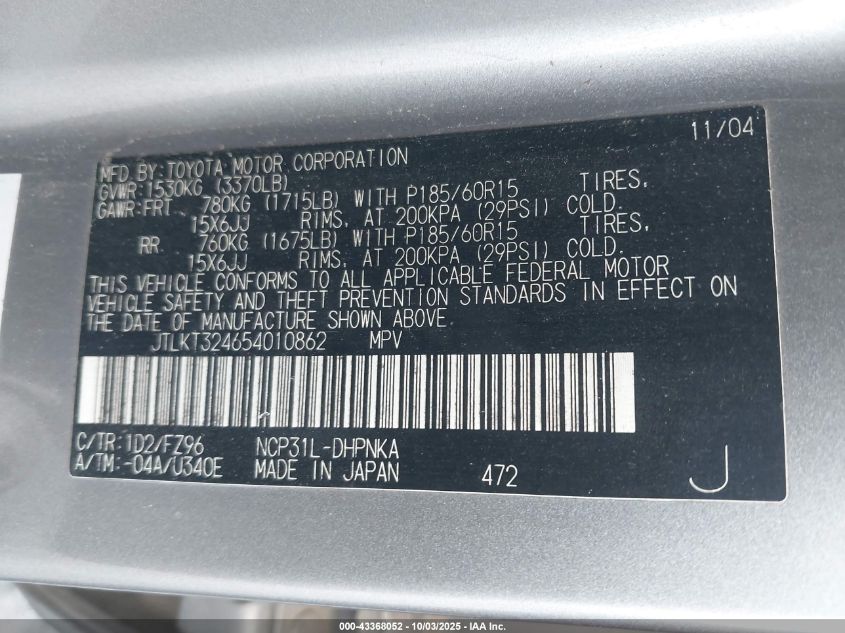 11/04
MFD.BY:TOYOTA MOTOR CORPORATION
GVWR:1530KG (3370LB)
GAWR:FRT 780KG (1715LB) WITH P185/60R15 TIRES,
15X6JJ RIMS, AT 200KPA (29PSI) COLD.
RR 760KG (1675LB) WITH P185/60R15 TIRES,
15X6JJ RIMS, AT 200KPA (29PSI) COLD.
THIS VEHICLE CONFORMS TO ALL APPLICABLE FEDERAL MOTOR
VEHICLE SAFETY AND THEFT PREVENTION STANDARDS IN EFFECT ON
THE DATE OF MANUFACTURE SHOWN ABOVE.
JTLKT324654010862 MPV
C/TR:1D2/FZ96 NCP31L-DHPNKA
A/TM:-04A/U340E MADE IN JAPAN 472 J
000-43368052 - 10/03/2025 - IAA Inc.